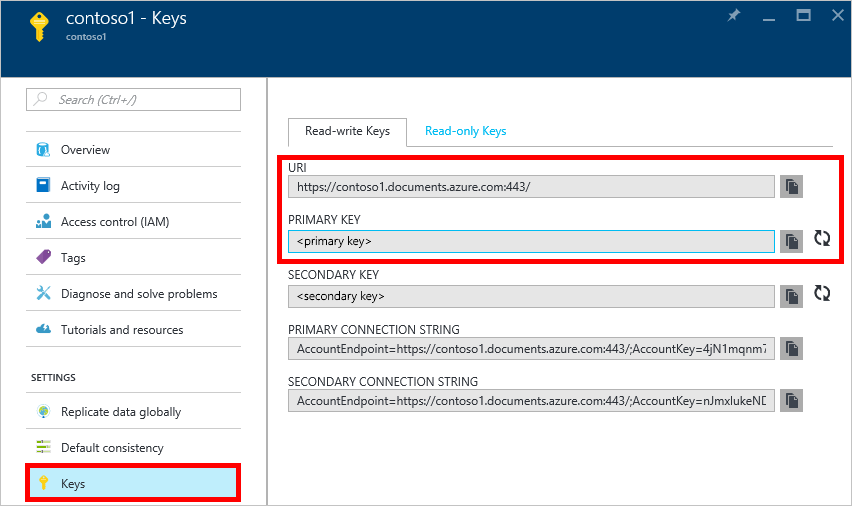 contoso1 - Keys
contoso1
Search (Ctrl+/)
Overview
Activity log
Access control (IAM)
Tags
Diagnose and solve problems
Tutorials and resources
SETTINGS
Replicate data globally
Default consistency
Keys
Read-write Keys
Read-only Keys
URI
https://contoso1.documents.azure.com:443/
PRIMARY KEY
<primary key>
SECONDARY KEY
<secondary key>
PRIMARY CONNECTION STRING
AccountEndpoint=https://contoso1.documents.azure.com:443/;AccountKey=4jN1mqnm7
SECONDARY CONNECTION STRING
AccountEndpoint=https://contoso1.documents.azure.com:443/;AccountKey=nJmxlukeND